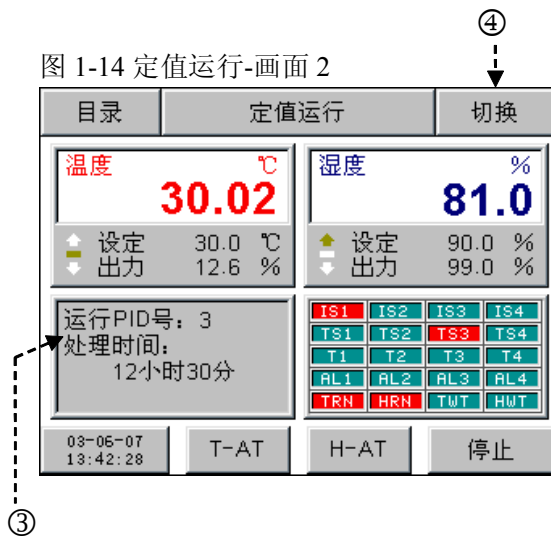 ④
图 1-14 定值运行-画面 2
目录 定值运行 切换
温度 ℃
30.02
设定 30.0 ℃
出力 12.6 %
湿度 %
81.0
设定 90.0 %
出力 99.0 %
运行PID号: 3
处理时间:
12小时30分
IS1 IS2 IS3 IS4
TS1 TS2 TS3 TS4
T1 T2 T3 T4
AL1 AL2 AL3 AL4
TRN HRN TWT HWT
03-06-07
13:42:28
T-AT H-AT 停止
③